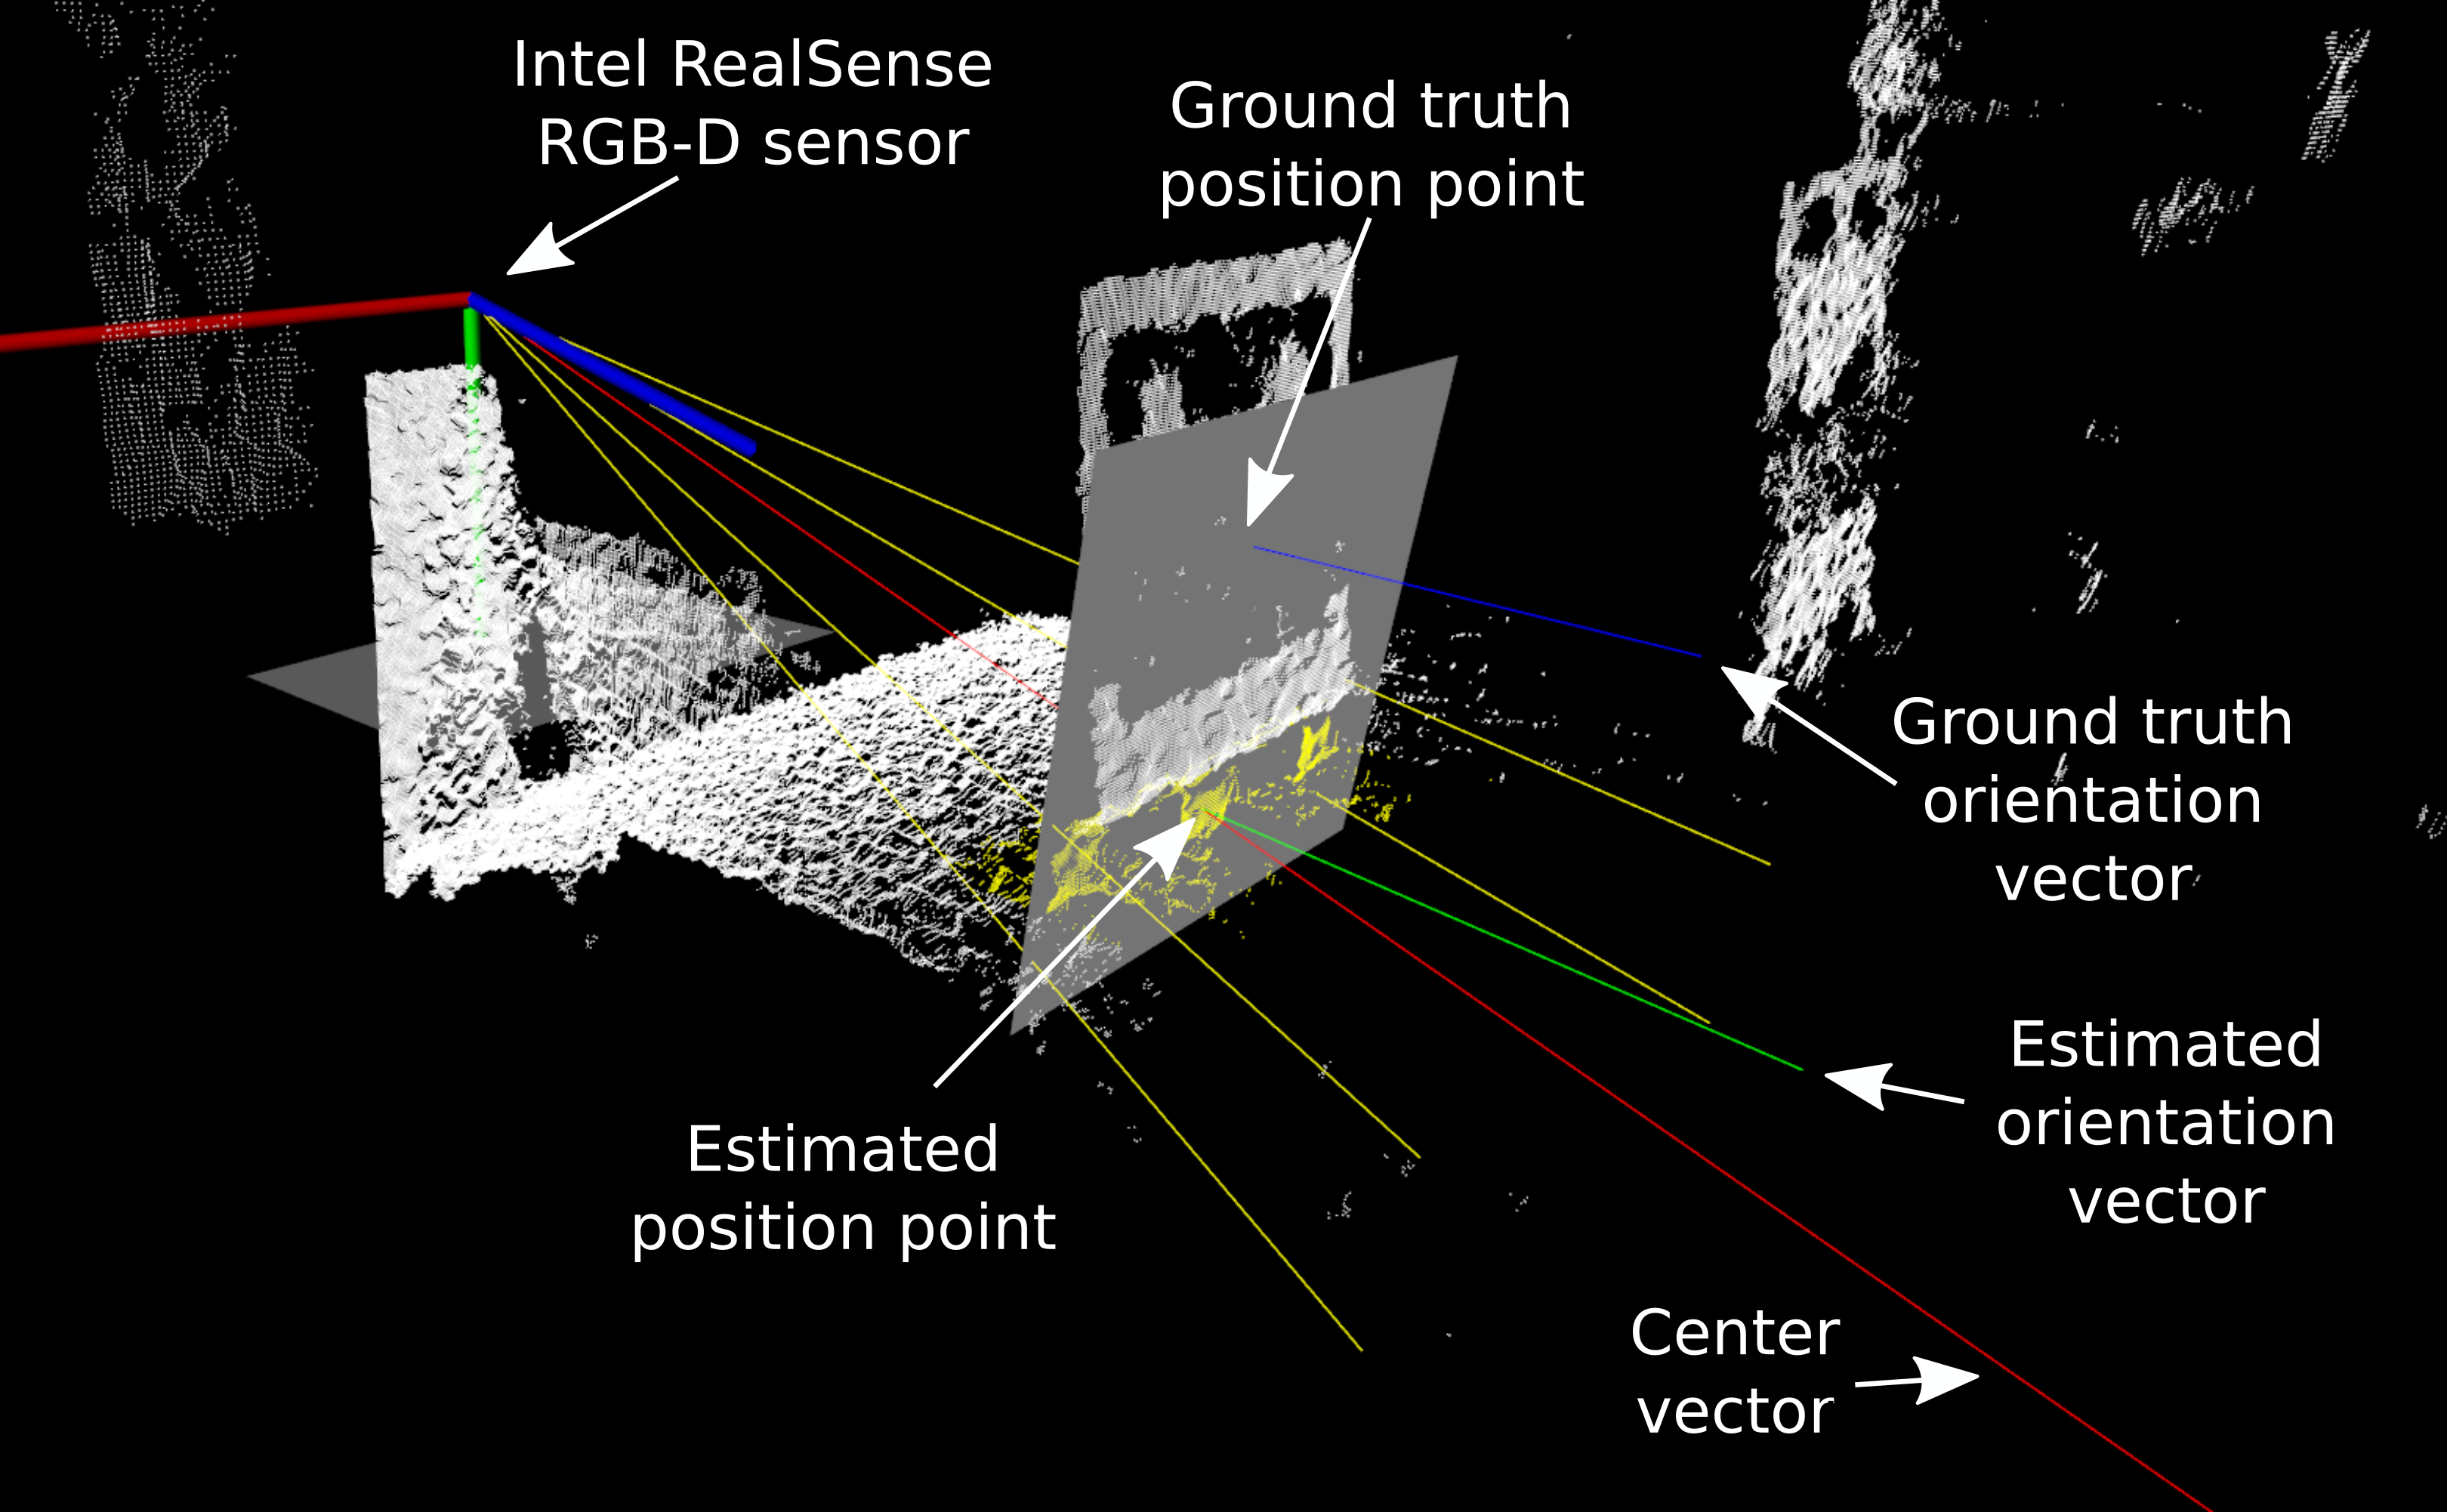 Intel RealSense
RGB-D sensor
Ground truth
position point
Ground truth
orientation
vector
Estimated
orientation
vector
Estimated
position point
Center
vector